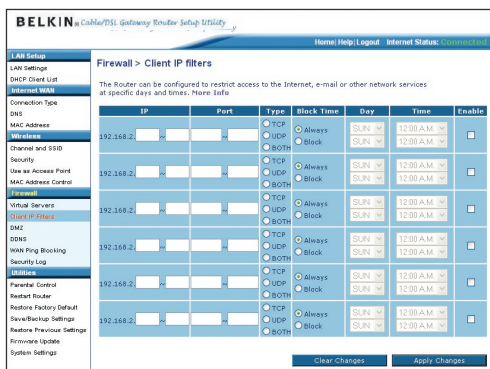 BELKIN® Cable/DSL Gateway Router Setup Utility
Home|Help|Logout Internet Status: Connected
LAN Setup
LAN Settings
DHCP Client List
Internet WAN
Connection Type
DNS
MAC Address
Wireless
Channel and SSID
Security
Use as Access Point
MAC Address Control
Firewall
Virtual Servers
Client IP Filters
DMZ
DDNS
WAN Ping Blocking
Security Log
Utilities
Parental Control
Restart Router
Restore Factory Default
Save/Backup Settings
Restore Previous Settings
Firmware Update
System Settings
Firewall > Client IP filters
The Router can be configured to restrict access to the Internet, e-mail or other network services
at specific days and times. More Info
IP Port Type Block Time Day Time Enable
192.168.2. ~ ~ TCP UDP BOTH Always Block SUN SUN 12:00 A.M. 12:00 A.M.
192.168.2. ~ ~ TCP UDP BOTH Always Block SUN SUN 12:00 A.M. 12:00 A.M.
192.168.2. ~ ~ TCP UDP BOTH Always Block SUN SUN 12:00 A.M. 12:00 A.M.
192.168.2. ~ ~ TCP UDP BOTH Always Block SUN SUN 12:00 A.M. 12:00 A.M.
192.168.2. ~ ~ TCP UDP BOTH Always Block SUN SUN 12:00 A.M. 12:00 A.M.
192.168.2. ~ ~ TCP UDP BOTH Always Block SUN SUN 12:00 A.M. 12:00 A.M.
Clear Changes Apply Changes